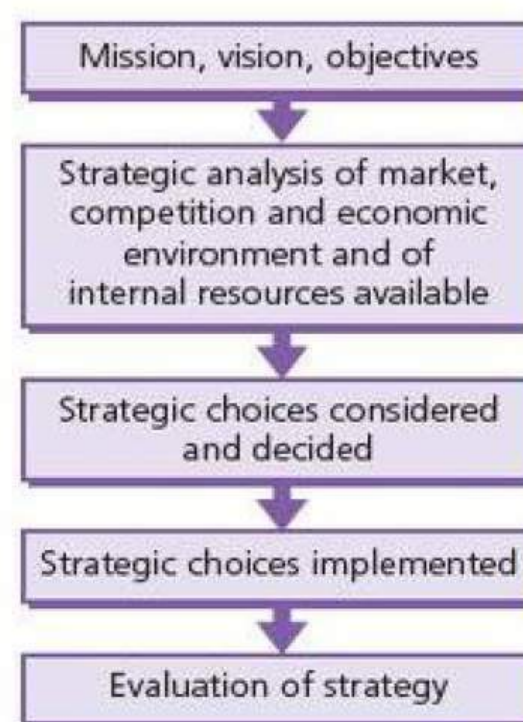 Mission, vision, objectives
Strategic analysis of market,
competition and economic
environment and of
internal resources available
Strategic choices considered
and decided
Strategic choices implemented
Evaluation of strategy